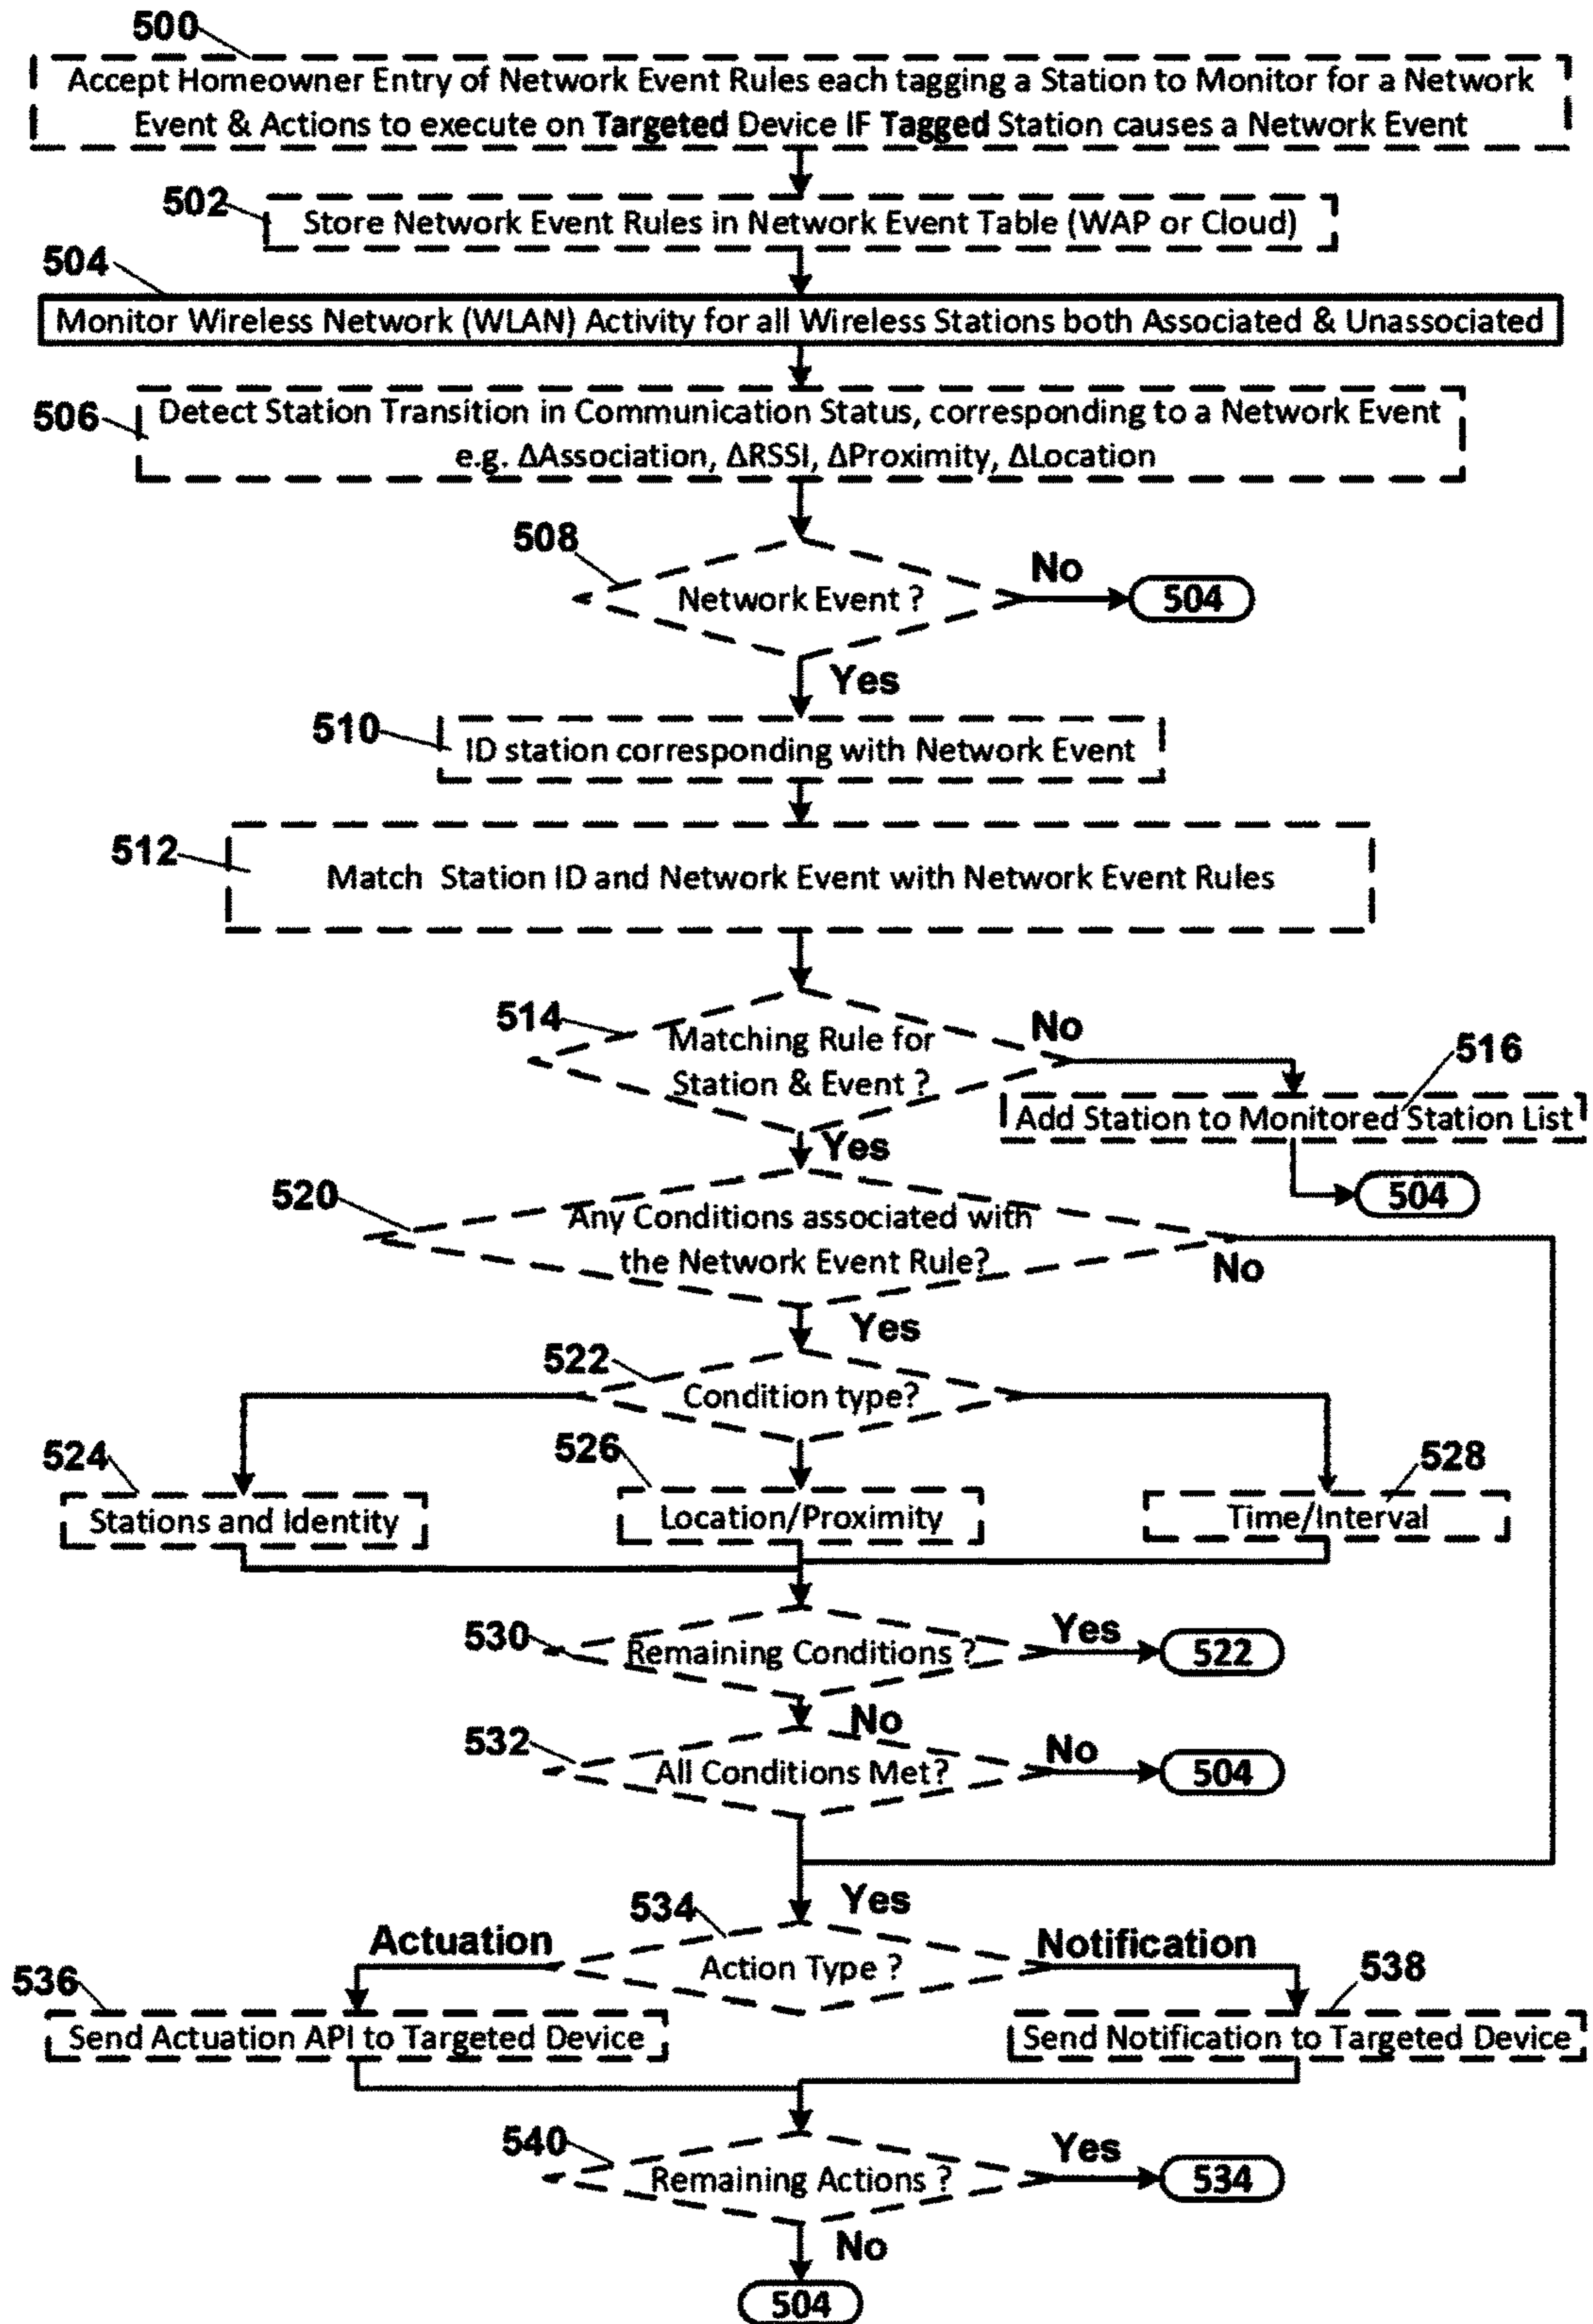 500
Accept Homeowner Entry of Network Event Rules each tagging a Station to Monitor for a Network
Event & Actions to execute on Targeted Device IF Tagged Station causes a Network Event
502
Store Network Event Rules in Network Event Table (WAP or Cloud)
504
Monitor Wireless Network (WLAN) Activity for all Wireless Stations both Associated & Unassociated
506
Detect Station Transition in Communication Status, corresponding to a Network Event
e.g. ΔAssociation, ΔRSSI, ΔProximity, ΔLocation
508
Network Event ?
No
504
Yes
510
ID station corresponding with Network Event
512
Match Station ID and Network Event with Network Event Rules
514
Matching Rule for
Station & Event ?
No
516
Add Station to Monitored Station List
504
Yes
520
Any Conditions associated with
the Network Event Rule?
No
Yes
522
Condition type?
524
Stations and Identity
526
Location/Proximity
528
Time/Interval
530
Remaining Conditions ?
Yes
522
No
532
All Conditions Met?
No
504
Yes
534
Action Type ?
Actuation
Notification
536
Send Actuation API to Targeted Device
538
Send Notification to Targeted Device
540
Remaining Actions ?
Yes
534
No
504